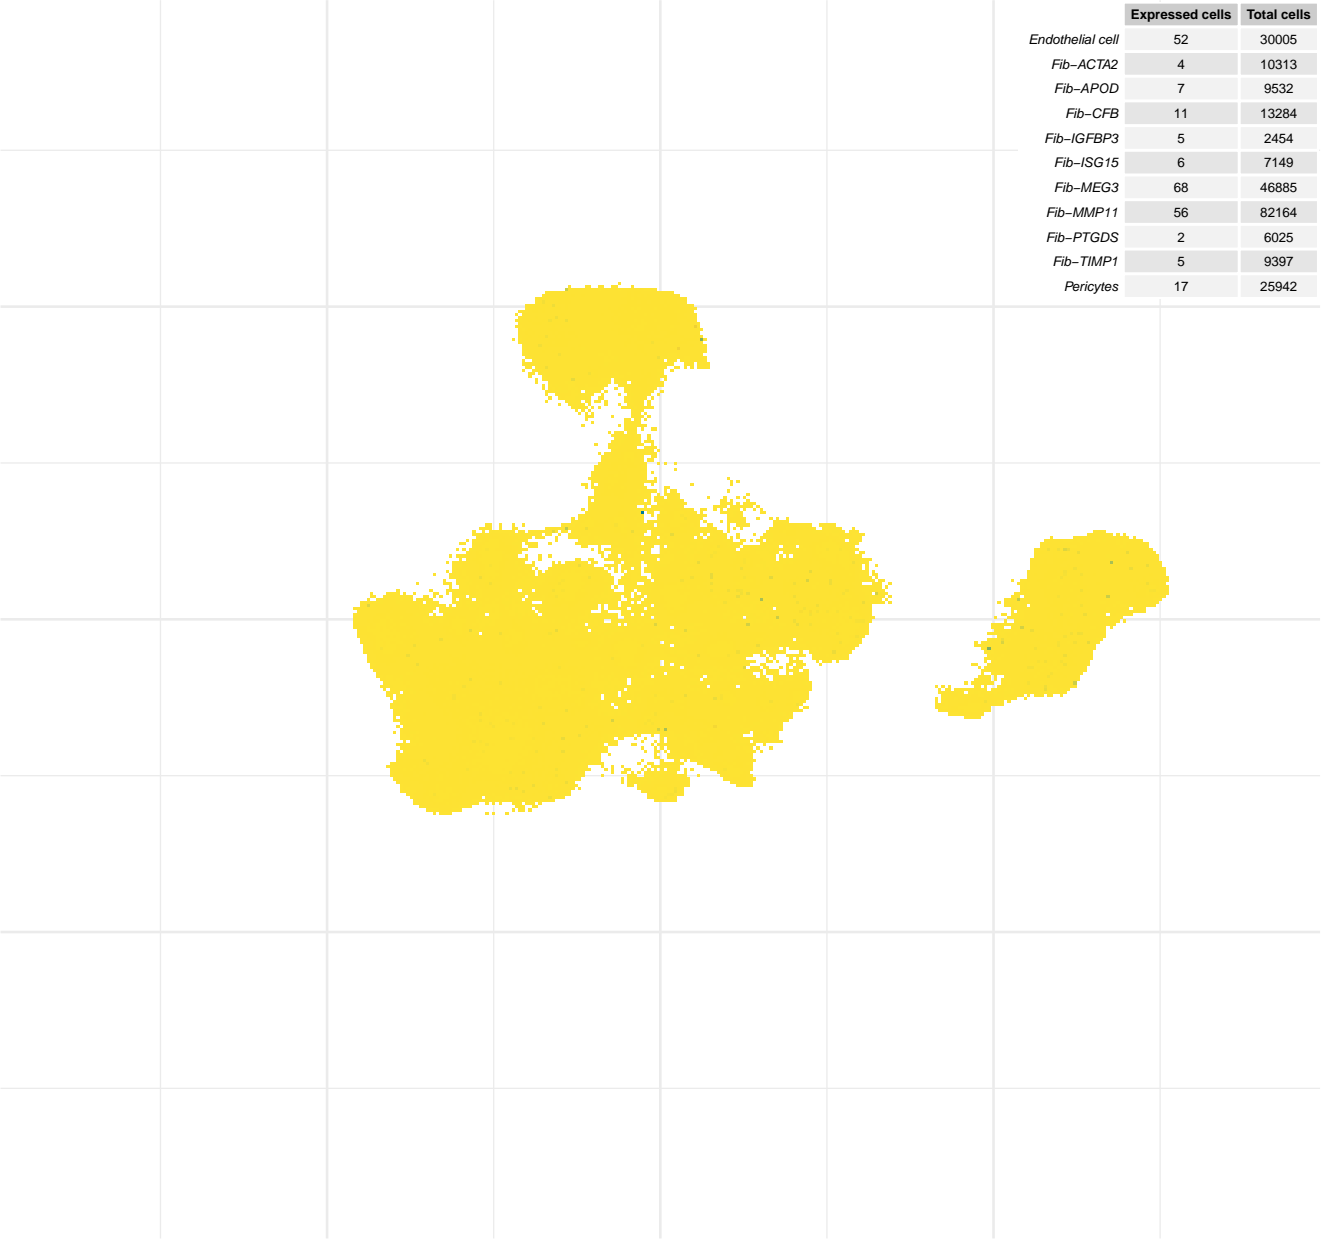 Expressed cells Total cells
Endothelial cell 52 30005
Fib−ACTA2 4 10313
Fib−APOD 7 9532
Fib−CFB 11 13284
Fib−IGFBP3 5 2454
Fib−ISG15 6 7149
Fib−MEG3 68 46885
Fib−MMP11 56 82164
Fib−PTGDS 2 6025
Fib−TIMP1 5 9397
Pericytes 17 25942